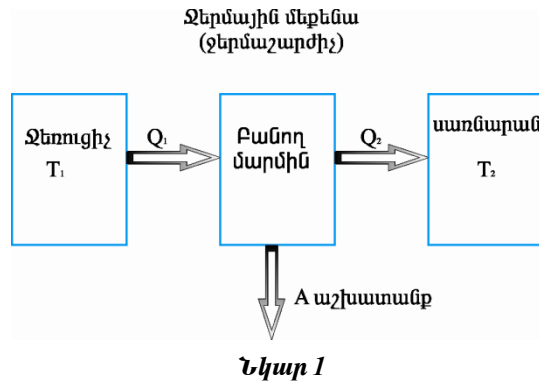 Ջերմային մեքենա
(ջերմաշարժիչ)
Ջեռուցիչ
T₁
Q₁
Բանող
մարմին
Q₂
սառնարան
T₂
A աշխատանք
Նկար 1